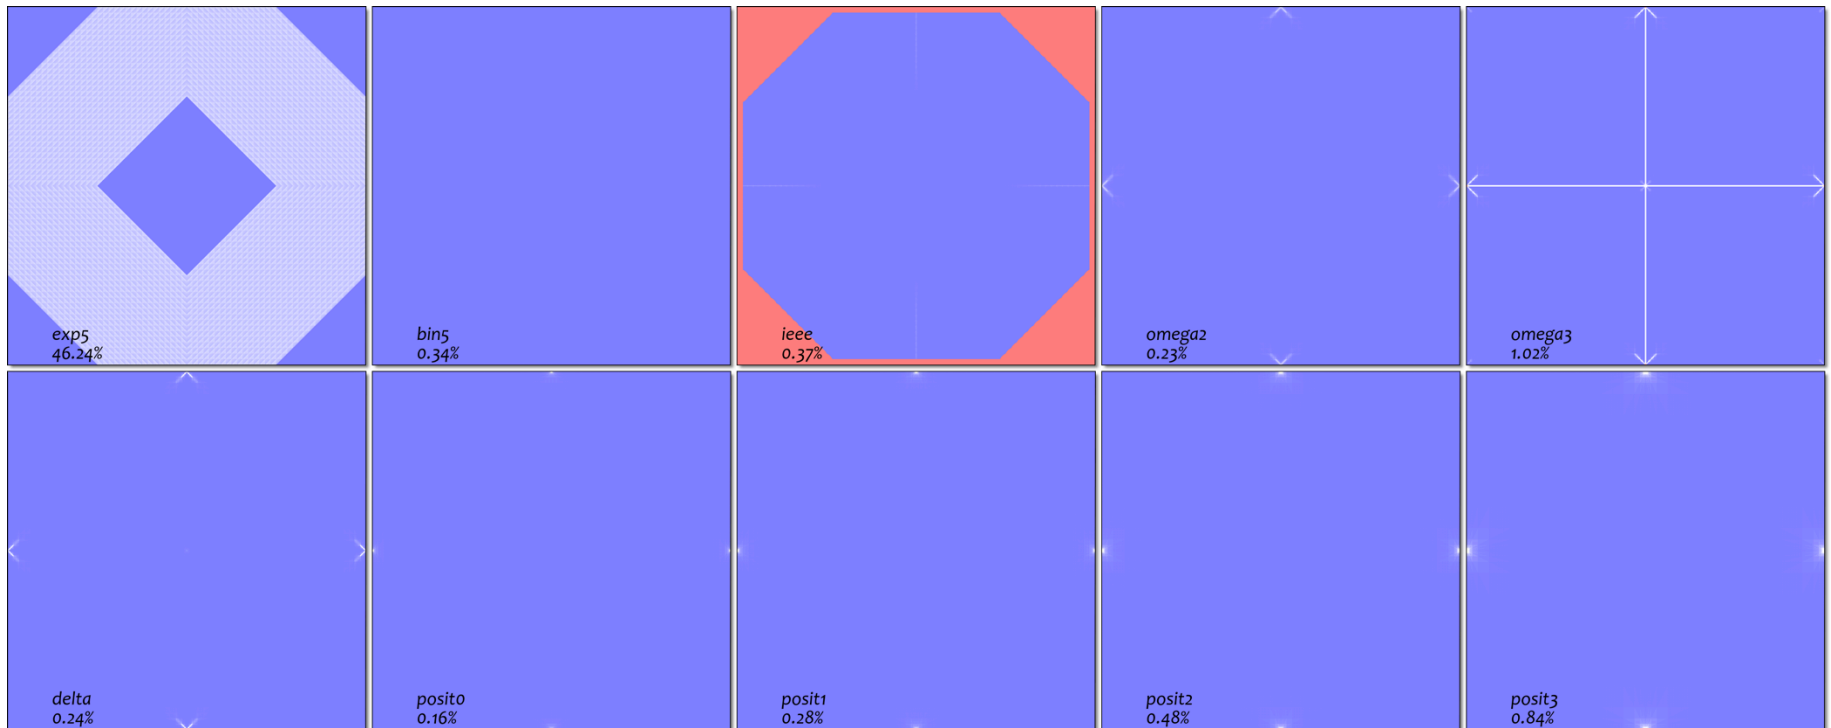 exp5
46.24%
bin5
0.34%
ieee
0.37%
omega2
0.23%
omega3
1.02%
delta
0.24%
posit0
0.16%
posit1
0.28%
posit2
0.48%
posit3
0.84%